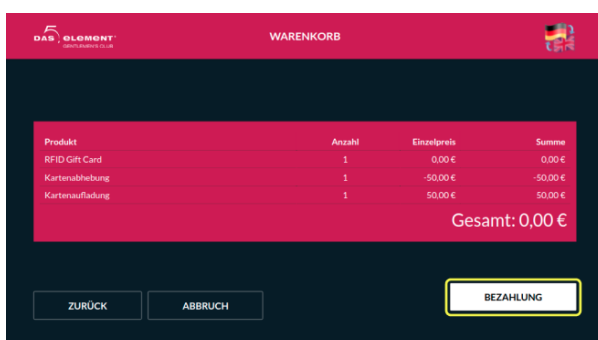 DAS 5. ELEMENT
GENTLEMEN'S CLUB
WARENKORB
Produkt Anzahl Einzelpreis Summe
RFID Gift Card 1 0,00 € 0,00 €
Kartenabhebung 1 -50,00 € -50,00 €
Kartenaufladung 1 50,00 € 50,00 €
Gesamt: 0,00 €
ZURÜCK ABBRUCH BEZAHLUNG